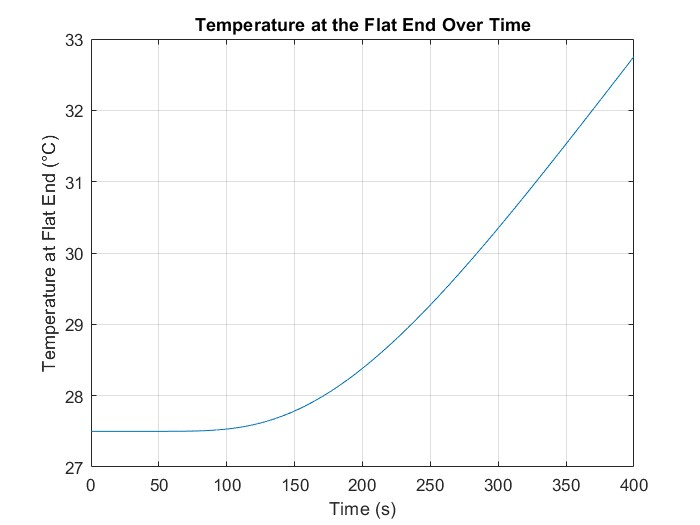 Temperature at the Flat End Over Time
Temperature at Flat End (°C)
33
32
31
30
29
28
27
0 50 100 150 200 250 300 350 400
Time (s)